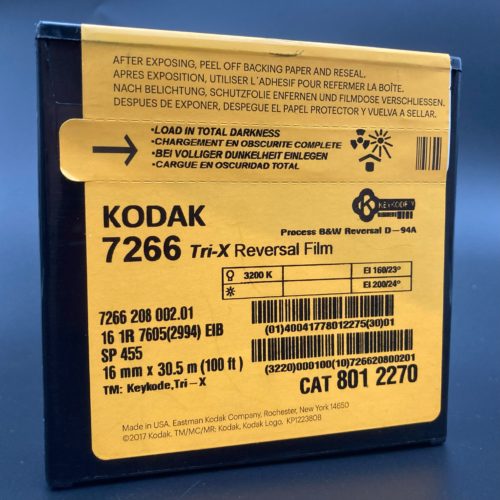 AFTER EXPOSING, PEEL OFF BACKING PAPER AND RESEAL.
APRES EXPOSITION, UTILISER L'ADHESIF POUR REFERMER LA BOÎTE.
NACH BELICHTUNG, SCHUTZFOLIE ENFERNEN UND FILMDOSE VERSCHLIESSEN.
DESPUES DE EXPONER, DESPEGUE EL PAPEL PROTECTOR Y VUELVA A SELLAR.
•LOAD IN TOTAL DARKNESS
•CHARGEMENT EN OBSCURITE COMPLETE
•BEI VOLLIGER DUNKELHEIT EINLEGEN
•CARGUE EN OSCURIDAD TOTAL
KODAK
K KEYKODE
Process B&W Reversal D-94A
7266 Tri-X Reversal Film
3200 K EI 160/23°
EI 200/24°
7266 208 002.01
16 1R 7605(2994) EIB
SP 455
16 mm x 30.5 m (100 ft )
TM: Keykode,Tri-X
(01)40041778012275(30)01
(3220)000100(10)726620800201
CAT 801 2270
Made in USA. Eastman Kodak Company, Rochester, New York 14650
©2017 Kodak. TM/MC/MR: Kodak, Kodak Logo. KP1223808